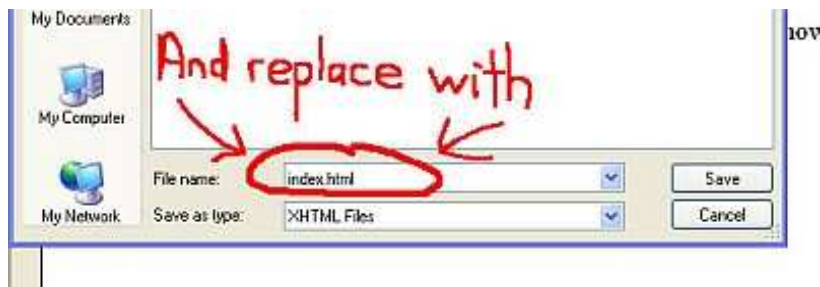 My Documents
And replace with
My Computer
File name: index.html Save
My Network Save as type: XHTML Files Cancel